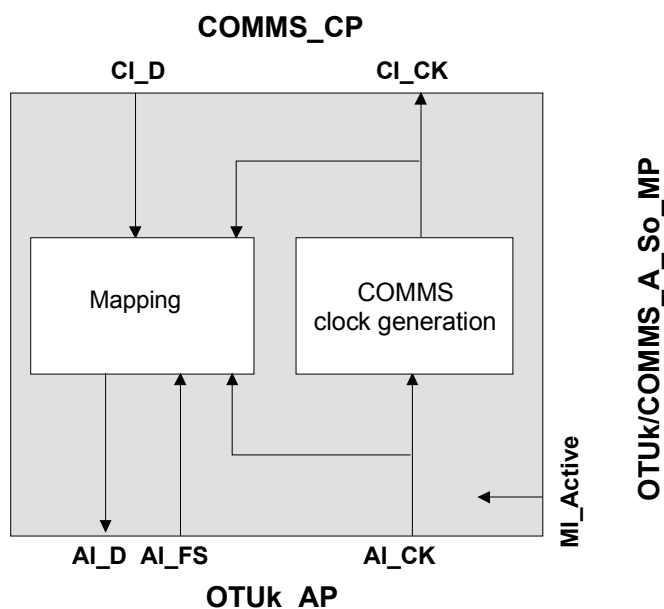 COMMS_CP
CI_D CI_CK
Mapping
COMMS
clock generation
OTUk/COMMS_A_So_MP
MI_Active
AI_D AI_FS AI_CK
OTUk AP